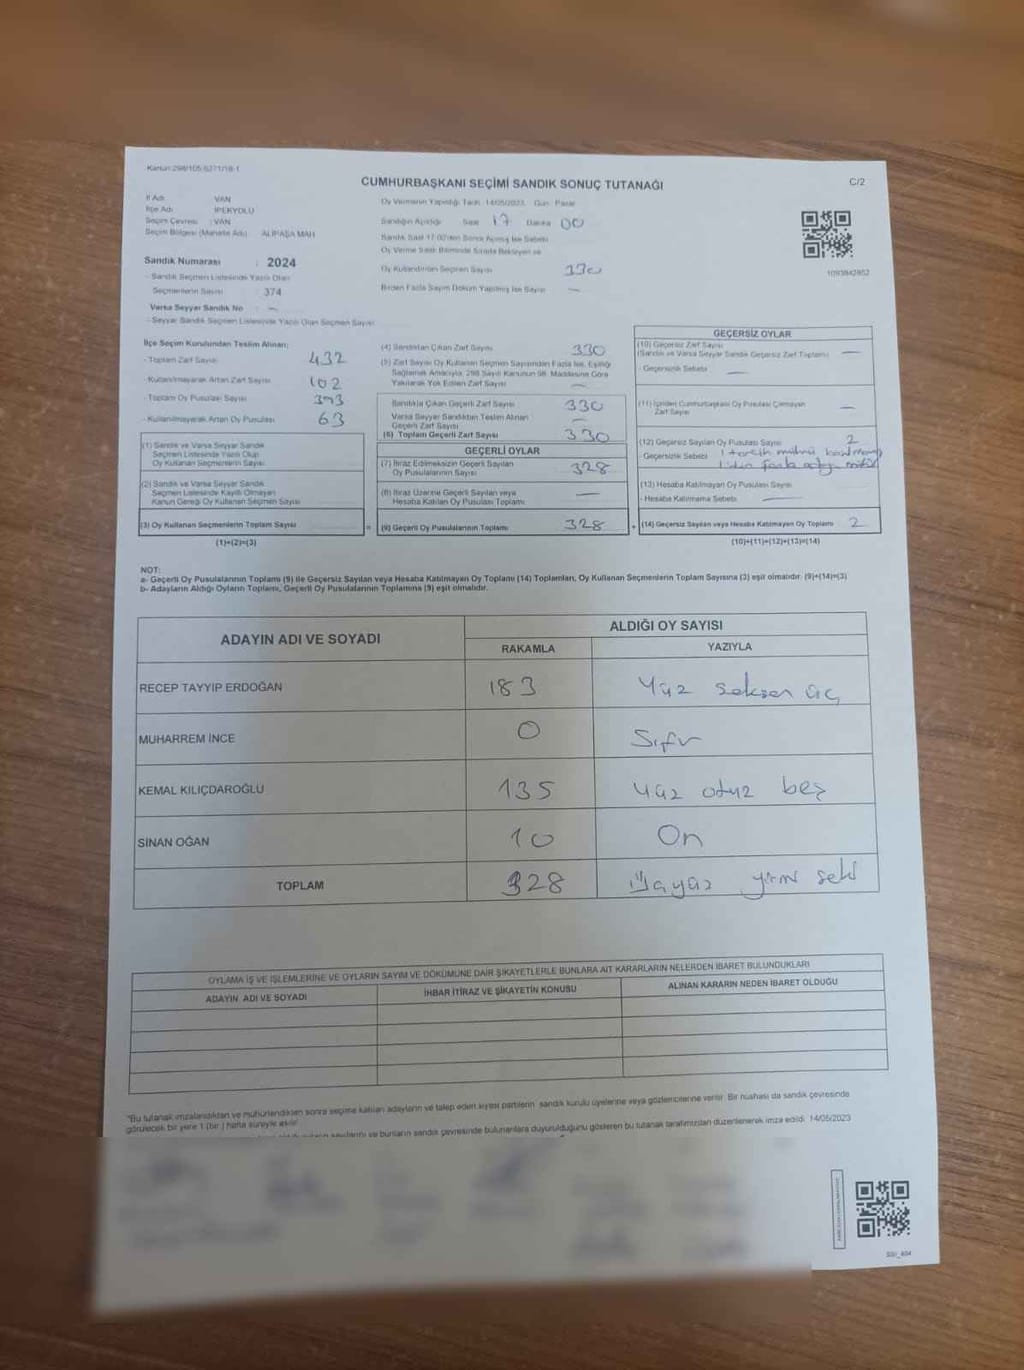 Kanun:298/105-6271/18-1
CUMHURBAŞKANI SEÇİMİ SANDIK SONUÇ TUTANAĞI
C/2
İl Adı VAN
İlçe Adı İPEKYOLU
Seçim Çevresi : VAN
Seçim Bölgesi (Mahalle Adı) ALİPAŞA MAH
Sandık Numarası : 2024
- Sandık Seçmen Listesinde Yazılı Olan
Seçmenlerin Sayısı : 374
Varsa Seyyar Sandık No : —
- Seyyar Sandık Seçmen Listesinde Yazılı Olan Seçmen Sayısı:
Oy Vermenin Yapıldığı Tarih :14/05/2023 Gün: Pazar
Sandığın Açıldığı Saat 17 Dakika 00
Sandık Saat 17:00'den Sonra Açılmış İse Sebebi
Oy Verme Saati Bitiminde Sırada Bekleyen ve
Oy Kullandırılan Seçmen Sayısı 330
Birden Fazla Sayım Döküm Yapılmış İse Sayısı —
1093942952
İlçe Seçim Kurulundan Teslim Alınan;
- Toplam Zarf Sayısı 432
- Kullanılmayarak Artan Zarf Sayısı 102
- Toplam Oy Pusulası Sayısı 393
- Kullanılmayarak Artan Oy Pusulası 63
(1) Sandık ve Varsa Seyyar Sandık
Seçmen Listesinde Yazılı Olup
Oy Kullanan Seçmenlerin Sayısı
(2) Sandık ve Varsa Seyyar Sandık
Seçmen Listesinde Kayıtlı Olmayan
Kanun Gereği Oy Kullanan Seçmen Sayısı
(3) Oy Kullanan Seçmenlerin Toplam Sayısı
(1)+(2)=(3)
(4) Sandıktan Çıkan Zarf Sayısı 330
(5) Zarf Sayısı Oy Kullanan Seçmen Sayısından Fazla İse, Eşitliği
Sağlamak Amacıyla, 298 Sayılı Kanunun 98. Maddesine Göre
Yakılarak Yok Edilen Zarf Sayısı —
Sandıkta Çıkan Geçerli Zarf Sayısı 330
Varsa Seyyar Sandıktan Teslim Alınan
Geçerli Zarf Sayısı —
(6) Toplam Geçerli Zarf Sayısı 330
GEÇERLİ OYLAR
(7) İtiraz Edilmeksizin Geçerli Sayılan
Oy Pusulalarının Sayısı 328
(8) İtiraz Üzerine Geçerli Sayılan veya
Hesaba Katılan Oy Pusulası Toplamı —
= (9) Geçerli Oy Pusulalarının Toplamı 328
GEÇERSİZ OYLAR
(10) Geçersiz Zarf Sayısı
(Sandık ve Varsa Seyyar Sandık Geçersiz Zarf Toplamı) —
- Geçersizlik Sebebi —
(11) İçinden Cumhurbaşkanı Oy Pusulası Çıkmayan
Zarf Sayısı —
(12) Geçersiz Sayılan Oy Pusulası Sayısı 2
- Geçersizlik Sebebi 1 tercih mührü
(13) Hesaba Katılmayan Oy Pusulası Sayısı
- Hesaba Katılmama Sebebi —
+ (14) Geçersiz Sayılan veya Hesaba Katılmayan Oy Toplamı 2
(10)+(11)+(12)+(13)=(14)
NOT:
a- Geçerli Oy Pusulalarının Toplamı (9) ile Geçersiz Sayılan veya Hesaba Katılmayan Oy Toplamı (14) Toplamları, Oy Kullanan Seçmenlerin Toplam Sayısına (3) eşit olmalıdır. (9)+(14)=(3)
b- Adayların Aldığı Oyların Toplamı, Geçerli Oy Pusulalarının Toplamına (9) eşit olmalıdır.
ADAYIN ADI VE SOYADI
ALDIĞI OY SAYISI
RAKAMLA YAZIYLA
RECEP TAYYİP ERDOĞAN 183 Yüz seksen üç
MUHARREM İNCE 0 Sıfır
KEMAL KILIÇDAROĞLU 135 Yüz otuz beş
SİNAN OĞAN 10 On
TOPLAM 328 Üçyüz yirmi seki
OYLAMA İŞ VE İŞLEMLERİNE VE OYLARIN SAYIM VE DÖKÜMÜNE DAİR ŞİKAYETLERLE BUNLARA AİT KARARLARIN NELERDEN İBARET BULUNDUKLARI
ADAYIN ADI VE SOYADI İHBAR İTİRAZ VE ŞİKAYETİN KONUSU ALINAN KARARIN NEDEN İBARET OLDUĞU
"Bu tutanak imzalandıktan ve mühürlendikten sonra seçime katılan adayların ve talep eden siyasi partilerin sandık kurulu üyelerine veya gözlemcilerine verilir. Bir nüshası da sandık çevresinde
görülecek bir yere 1 (bir ) hafta süreyle asılır.
sayılarını ve bunların sandık çevresinde bulunanlara duyurulduğunu gösteren bu tutanak tarafımızdan düzenlenerek imza edildi. 14/05/2023